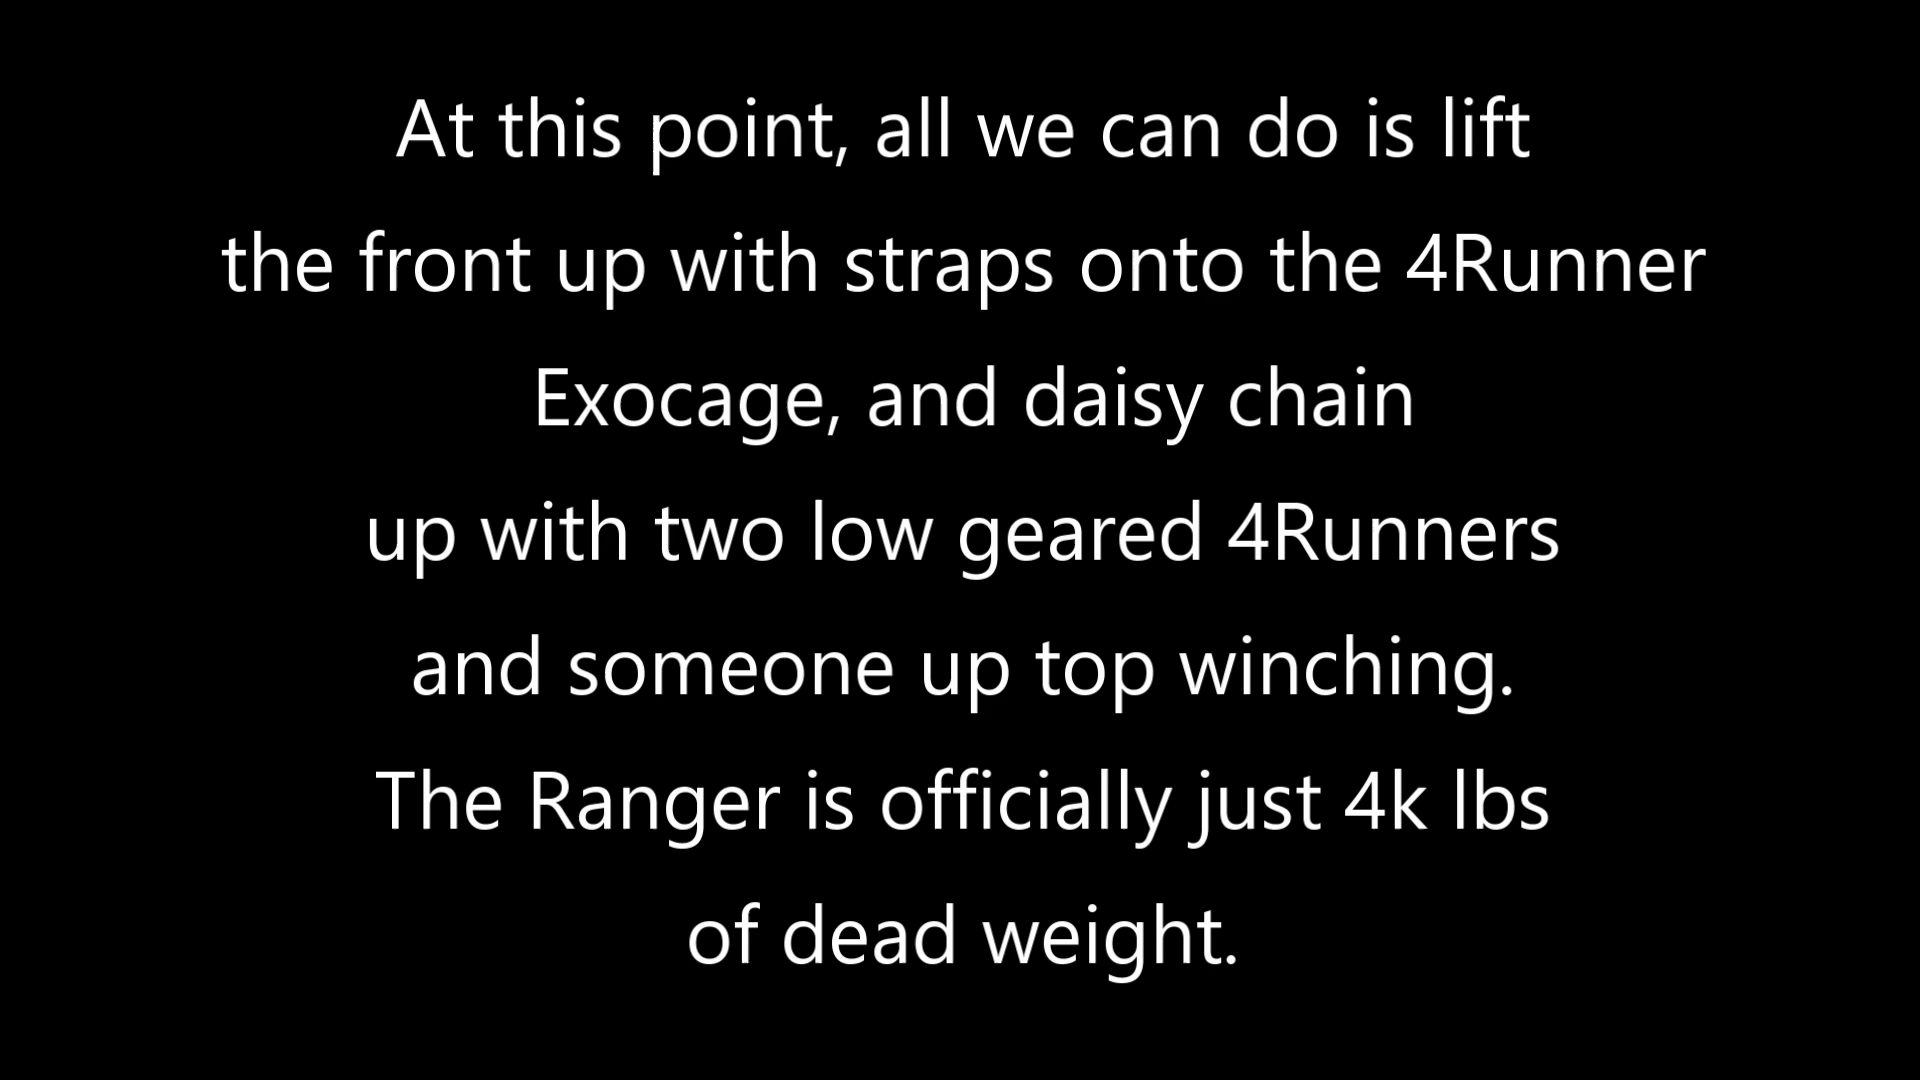 At this point, all we can do is lift
the front up with straps onto the 4Runner
Exocage, and daisy chain
up with two low geared 4Runners
and someone up top winching.
The Ranger is officially just 4k lbs
of dead weight.